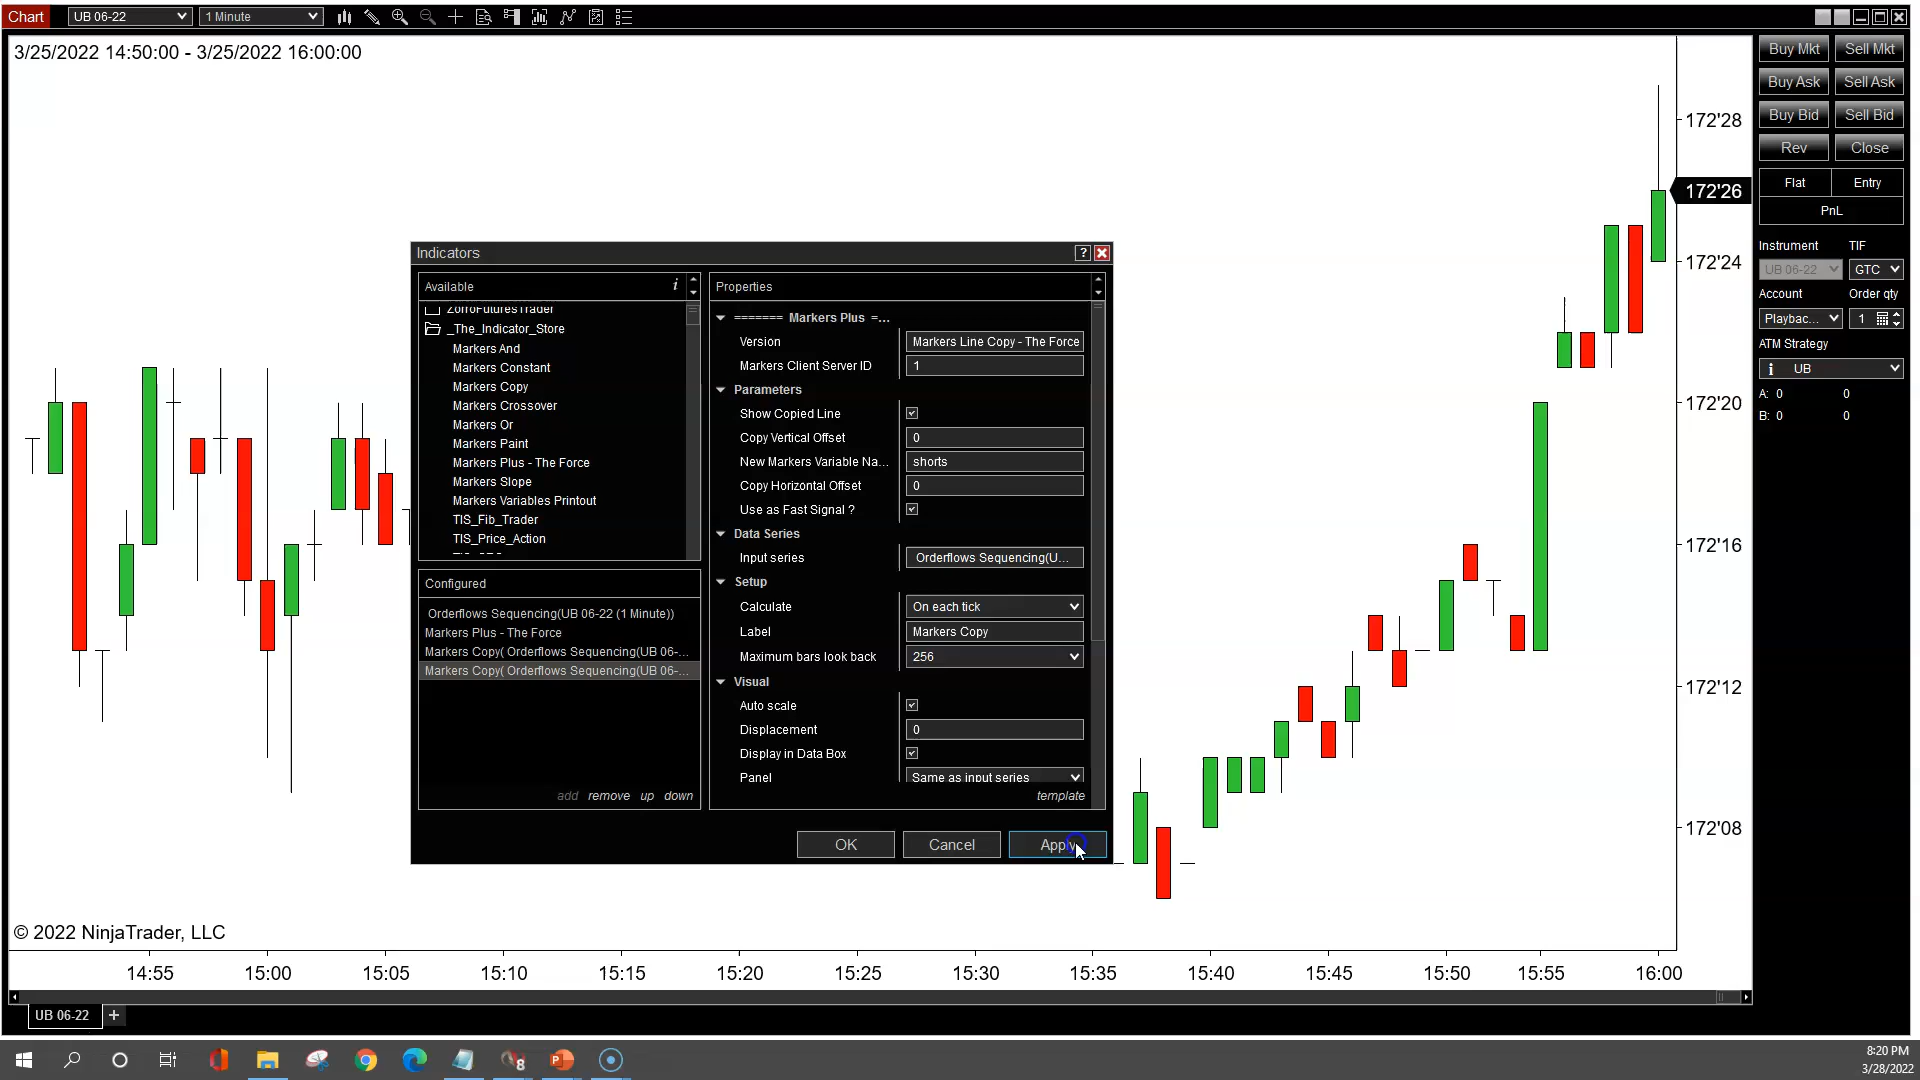 Chart UB 06-22 1 Minute
3/25/2022 14:50:00 - 3/25/2022 16:00:00
Buy Mkt Sell Mkt
Buy Ask Sell Ask
Buy Bid Sell Bid
Rev Close
Flat Entry
PnL
Instrument TIF
UB 06-22 GTC
Account Order qty
Playbac... 1
ATM Strategy
i UB
A: 0 0
B: 0 0
172'28
172'26
172'24
172'20
172'16
172'12
172'08
Indicators ?
Available i
ZorroFuturesTrader
_The_Indicator_Store
Markers And
Markers Constant
Markers Copy
Markers Crossover
Markers Or
Markers Paint
Markers Plus - The Force
Markers Slope
Markers Variables Printout
TIS_Fib_Trader
TIS_Price_Action
Configured
Orderflows Sequencing(UB 06-22 (1 Minute))
Markers Plus - The Force
Markers Copy( Orderflows Sequencing(UB 06-...
Markers Copy( Orderflows Sequencing(UB 06-...
add remove up down
Properties
======= Markers Plus =...
Version Markers Line Copy - The Force
Markers Client Server ID 1
Parameters
Show Copied Line
Copy Vertical Offset 0
New Markers Variable Na... shorts
Copy Horizontal Offset 0
Use as Fast Signal ?
Data Series
Input series Orderflows Sequencing(U...
Setup
Calculate On each tick
Label Markers Copy
Maximum bars look back 256
Visual
Auto scale
Displacement 0
Display in Data Box
Panel Same as input series
template
OK Cancel Apply
© 2022 NinjaTrader, LLC
14:55 15:00 15:05 15:10 15:15 15:20 15:25 15:30 15:35 15:40 15:45 15:50 15:55 16:00
UB 06-22 +
8:20 PM
3/28/2022